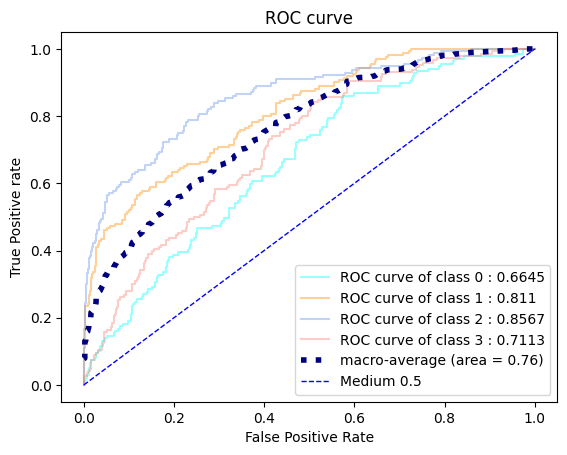 ROC curve
True Positive rate
1.0
0.8
0.6
0.4
0.2
0.0
ROC curve of class 0 : 0.6645
ROC curve of class 1 : 0.811
ROC curve of class 2 : 0.8567
ROC curve of class 3 : 0.7113
macro-average (area = 0.76)
Medium 0.5
0.0 0.2 0.4 0.6 0.8 1.0
False Positive Rate